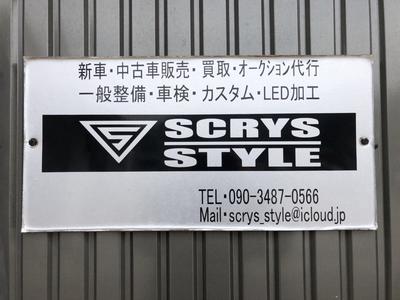 新車・中古車販売・買取・オークション代行
一般整備・車検・カスタム・LED加工
SCRYS
STYLE
TEL・090-3487-0566
Mail・scrys_style@icloud.jp